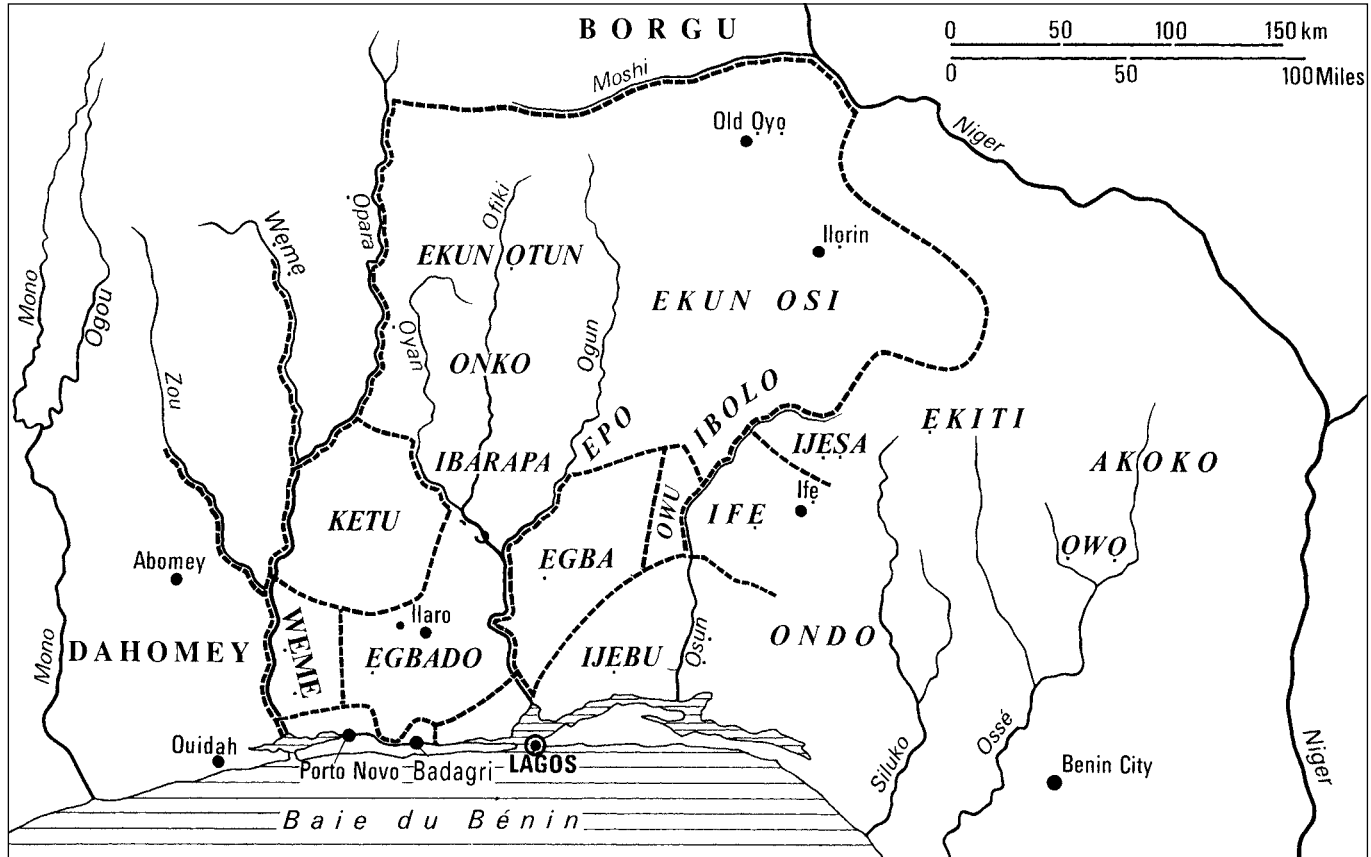 BORGU
0 50 100 150 km
0 50 100 Miles
Moshi
Old Ọyọ
Niger
Mono
Ogou
Wẹmẹ
Ọpara
Ofiki
EKUN ỌTUN
Ilọrin
EKUN OSI
Ọyan
Ogun
ONKO
Zou
EPO
IBOLO
IJẸṢA
ẸKITI
AKOKO
IBARAPA
KETU
OWU
IFẸ
Ifẹ
ẸGBA
ỌWỌ
Abomey
WẸMẸ
Ilaro
DAHOMEY
ẸGBADO
IJẸBU
Ọṣun
ONDO
Mono
Ouidah
Porto Novo
Badagri
LAGOS
Siluko
Ossé
Benin City
Niger
Baie du Bénin